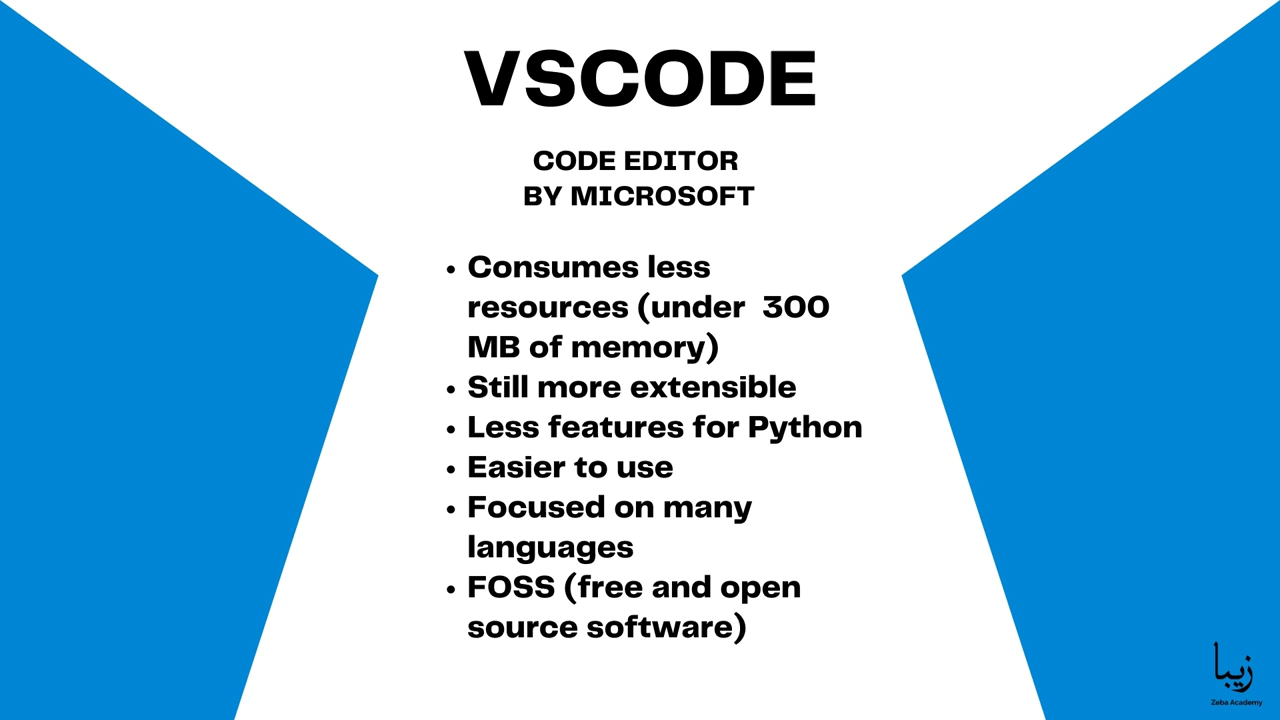 VSCODE
CODE EDITOR
BY MICROSOFT
• Consumes less
resources (under  300
MB of memory)
• Still more extensible
• Less features for Python
• Easier to use
• Focused on many
languages
• FOSS (free and open
source software)
زيبا
Zeba Academy